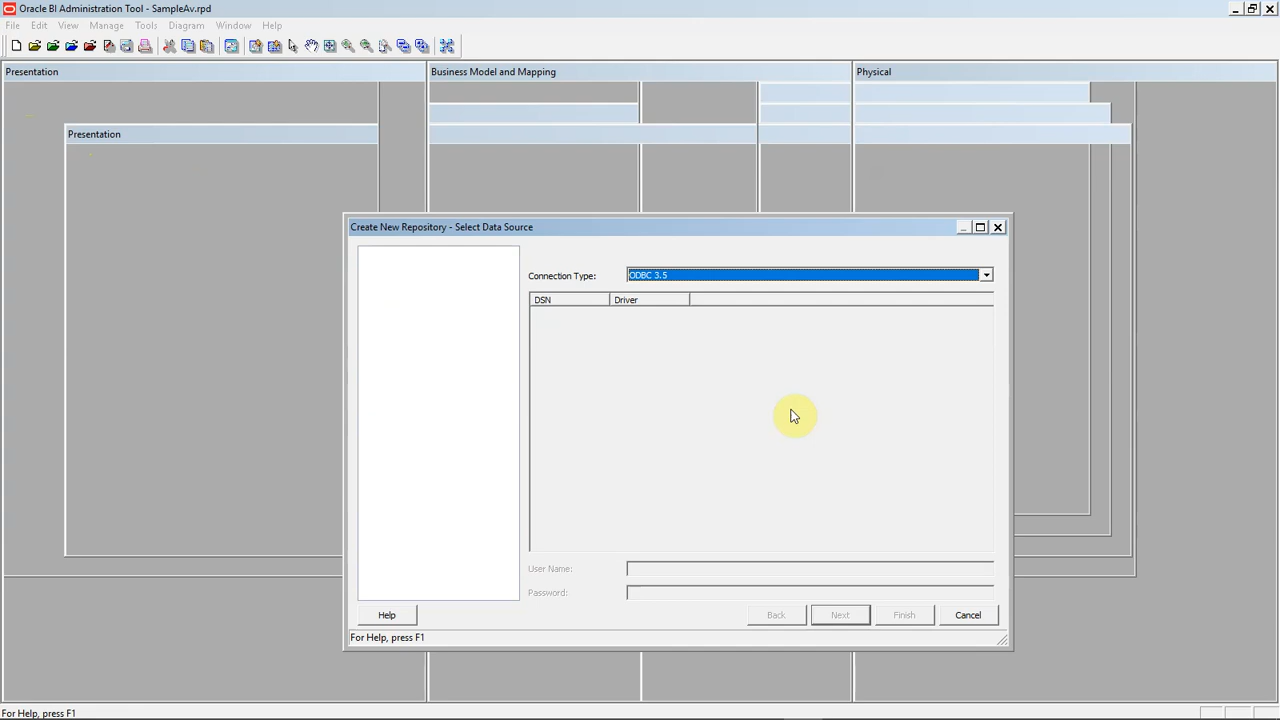 Oracle BI Administration Tool - SampleAv.rpd
File Edit View Manage Tools Diagram Window Help
Presentation
Business Model and Mapping
Physical
Presentation
Create New Repository - Select Data Source
Connection Type:
ODBC 3.5
DSN
Driver
User Name:
Password:
Help
Back
Next
Finish
Cancel
For Help, press F1
For Help, press F1